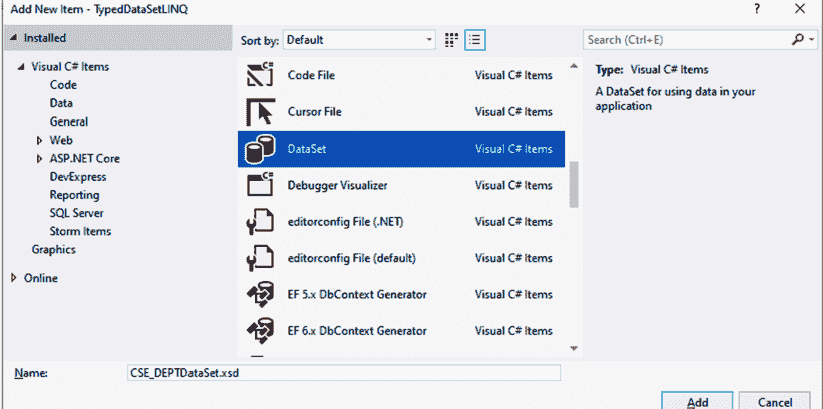 Add New Item - TypedDataSetLINQ
? ×
Installed
Sort by: Default
Search (Ctrl+E)
Visual C# Items
Code
Data
General
Web
ASP.NET Core
DevExpress
Reporting
SQL Server
Storm Items
Graphics
Online
Code File Visual C# Items
Cursor File Visual C# Items
DataSet Visual C# Items
Debugger Visualizer Visual C# Items
editorconfig File (.NET) Visual C# Items
editorconfig File (default) Visual C# Items
EF 5.x DbContext Generator Visual C# Items
EF 6.x DbContext Generator Visual C# Items
Type: Visual C# Items
A DataSet for using data in your
application
Name: CSE_DEPTDataSet.xsd
Add Cancel